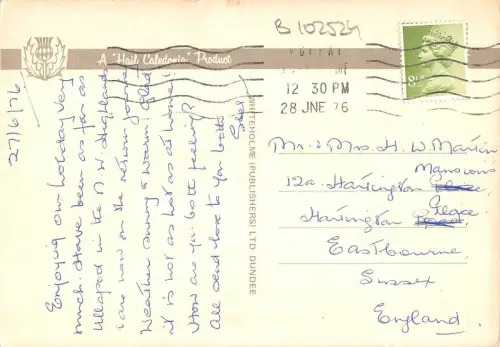 B 102524
A "Hail Caledonia" Product
12 30 PM
28 JNE 76
8½
27/6/76
Enjoying our holiday very
much. Have been as far as
Ullapool in the N.W. Highlands
& are now on the return journey.
Weather sunny & warm! Glad
it is not as hot as at home!
How are you both feeling?
All send love to you both
WHITEHOLME (PUBLISHERS) LTD. DUNDEE
Mr. & Mrs. H. W. Martin
12a. Hartington Mansions
Hartington Place
Eastbourne
Sussex
England.